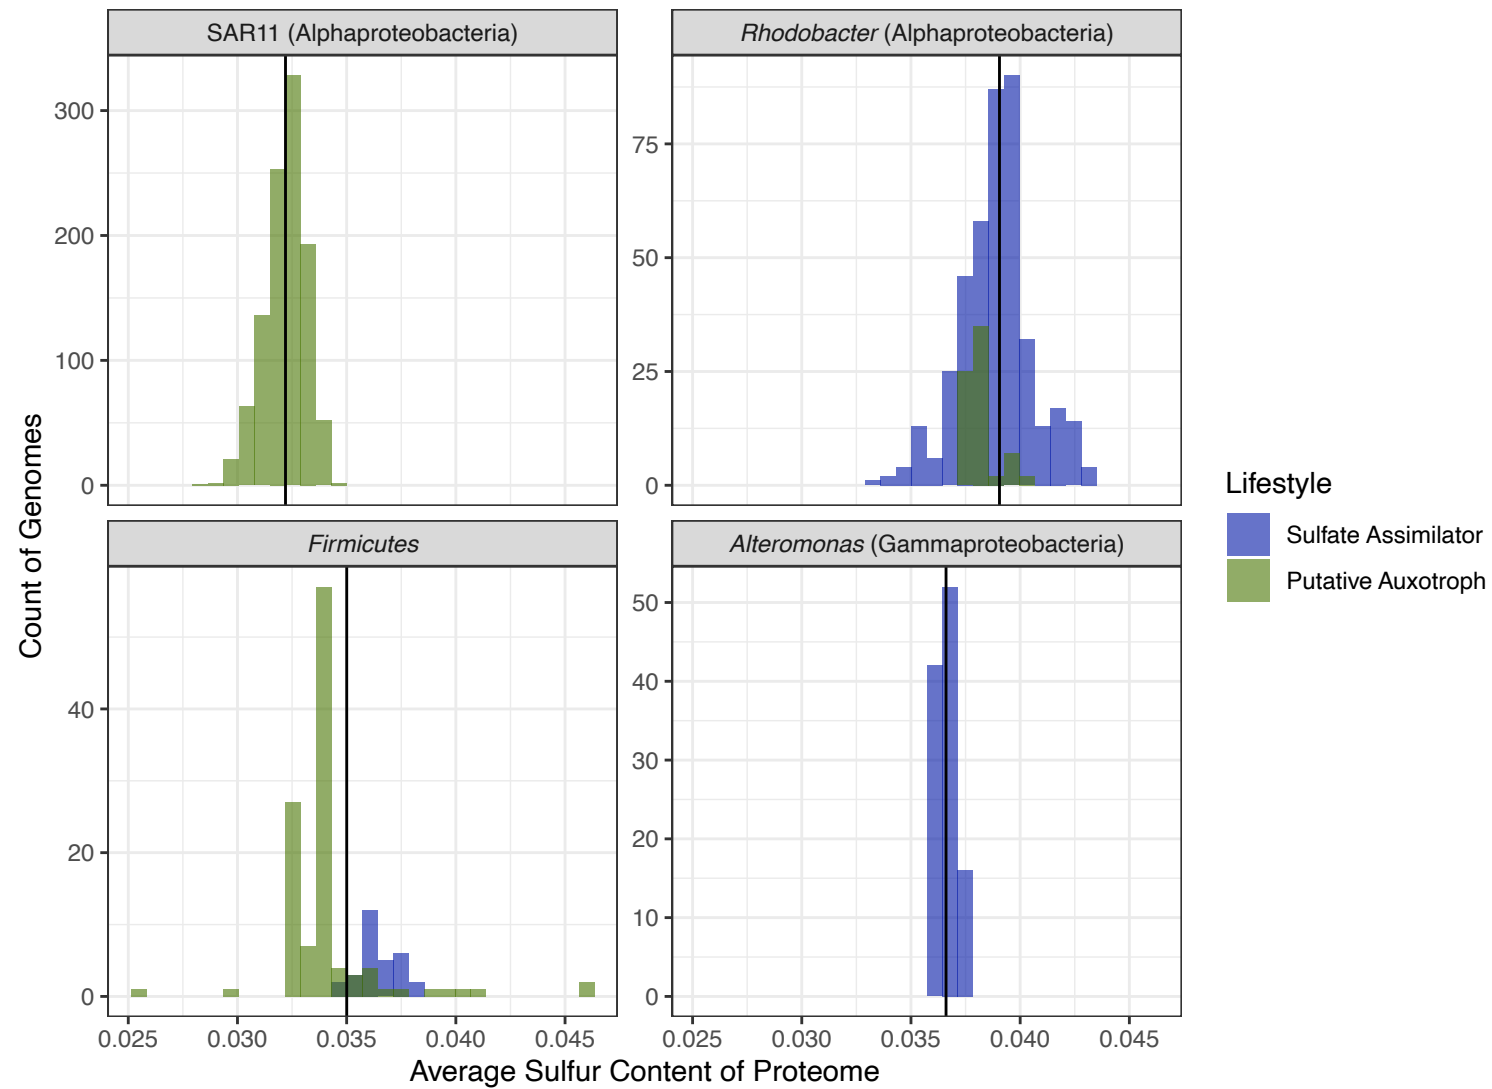 SAR11 (Alphaproteobacteria)
Rhodobacter (Alphaproteobacteria)
300
200
100
0
75
50
25
0
Firmicutes
Alteromonas (Gammaproteobacteria)
40
20
0
50
40
30
20
10
0
0.025 0.030 0.035 0.040 0.045
0.025 0.030 0.035 0.040 0.045
Average Sulfur Content of Proteome
Count of Genomes
Lifestyle
Sulfate Assimilator
Putative Auxotroph